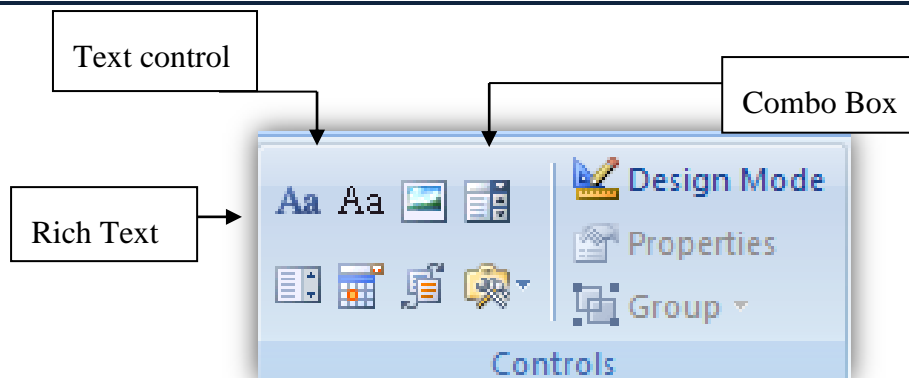 Text control
Combo Box
Rich Text
Aa Aa
Design Mode
Properties
Group
Controls